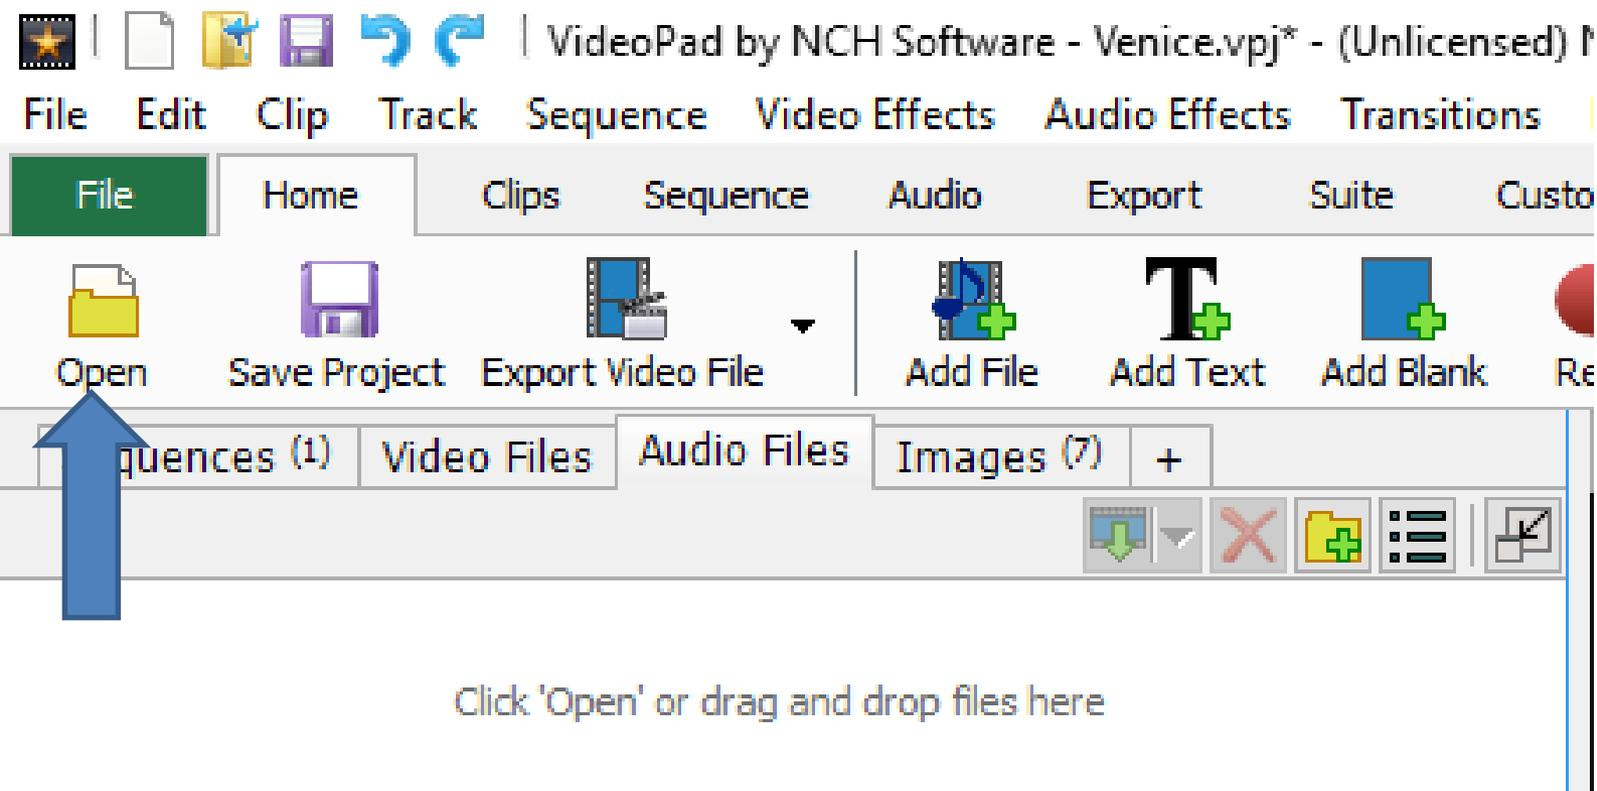 VideoPad by NCH Software - Venice.vpj* - (Unlicensed)
File Edit Clip Track Sequence Video Effects Audio Effects Transitions
File Home Clips Sequence Audio Export Suite
Open Save Project Export Video File Add File Add Text Add Blank
(1) Video Files Audio Files Images (7) +
Click 'Open' or drag and drop files here